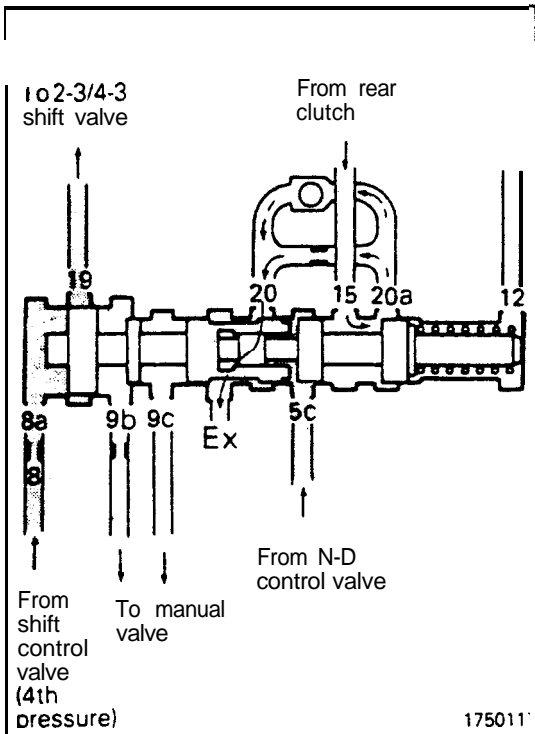 To 2-3/4-3
shift valve
From rear
clutch
19
20
15
20a
12
8a
8
9b
9c
Ex
5c
From N-D
control valve
From
shift
control
valve
(4th
pressure)
To manual
valve
175011